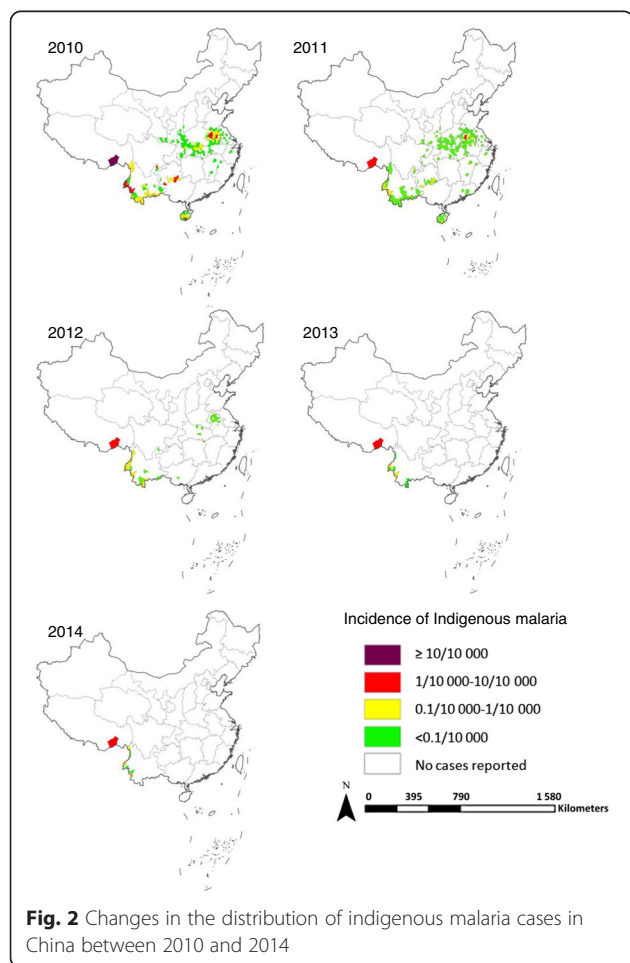 2010
2011
2012
2013
2014
Incidence of Indigenous malaria
≥ 10/10 000
1/10 000-10/10 000
0.1/10 000-1/10 000
<0.1/10 000
No cases reported
N
0 395 790 1 580
Kilometers
Fig. 2 Changes in the distribution of indigenous malaria cases in
China between 2010 and 2014